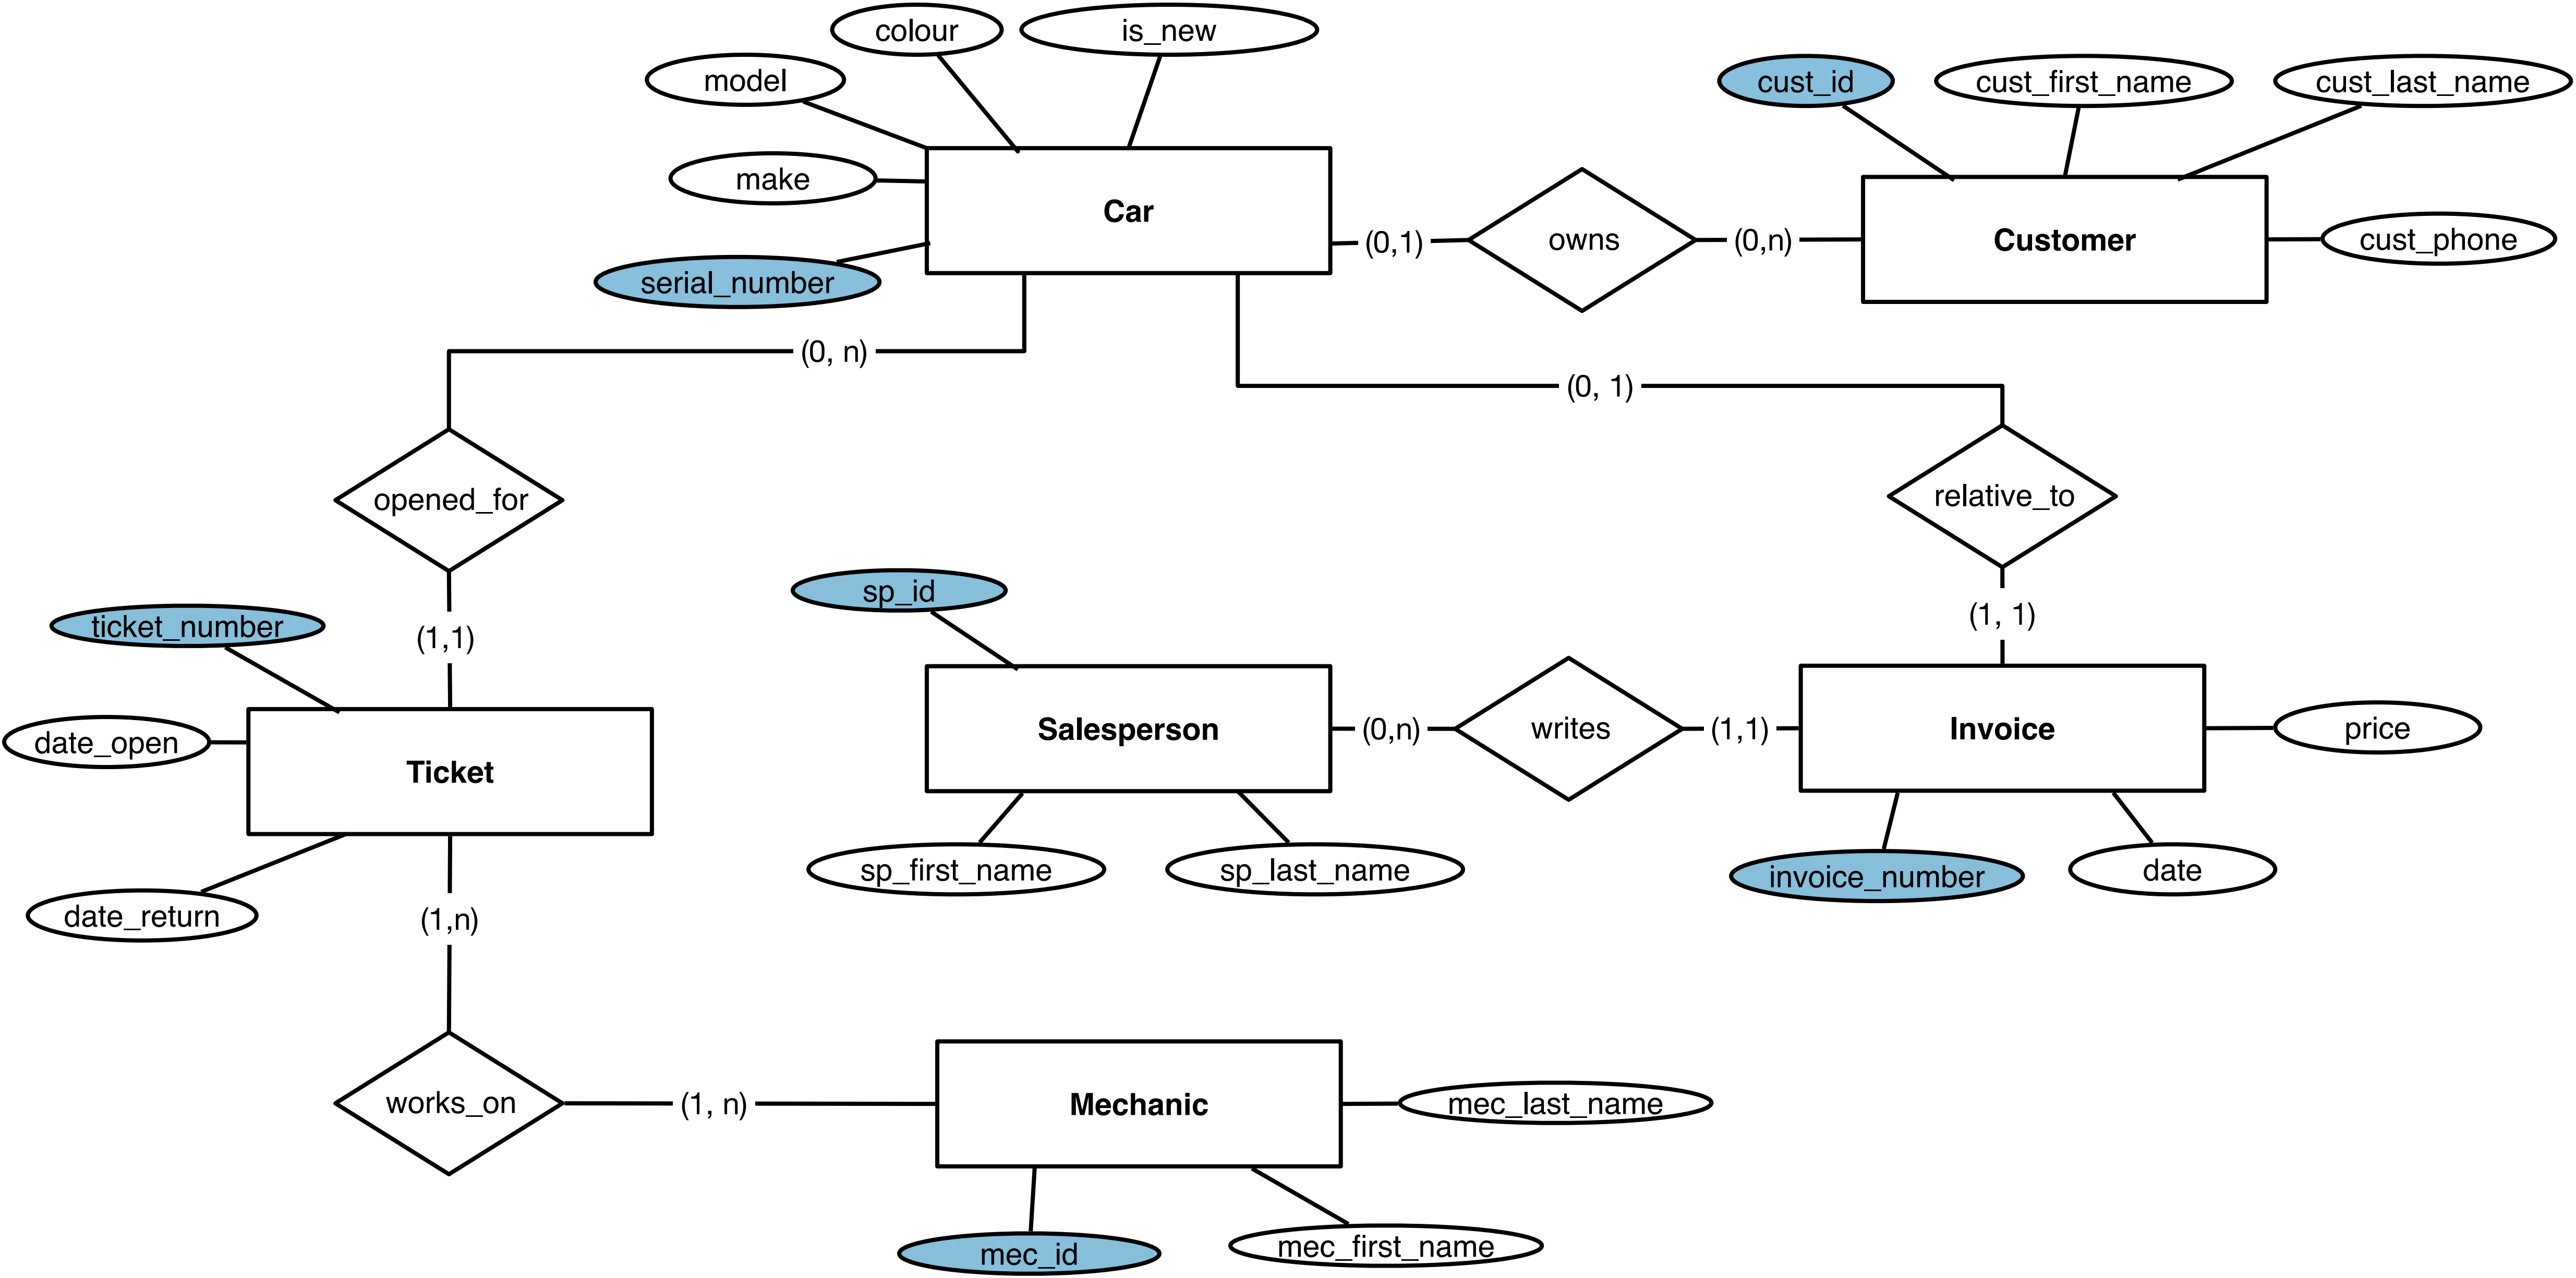 colour
is_new
model
cust_id
cust_first_name
cust_last_name
make
Car
serial_number
(0,1)
owns
(0,n)
Customer
cust_phone
(0, n)
(0, 1)
opened_for
relative_to
sp_id
ticket_number
(1,1)
(1, 1)
date_open
Ticket
Salesperson
(0,n)
writes
(1,1)
Invoice
price
sp_first_name
sp_last_name
invoice_number
date
date_return
(1,n)
works_on
(1, n)
Mechanic
mec_last_name
mec_id
mec_first_name